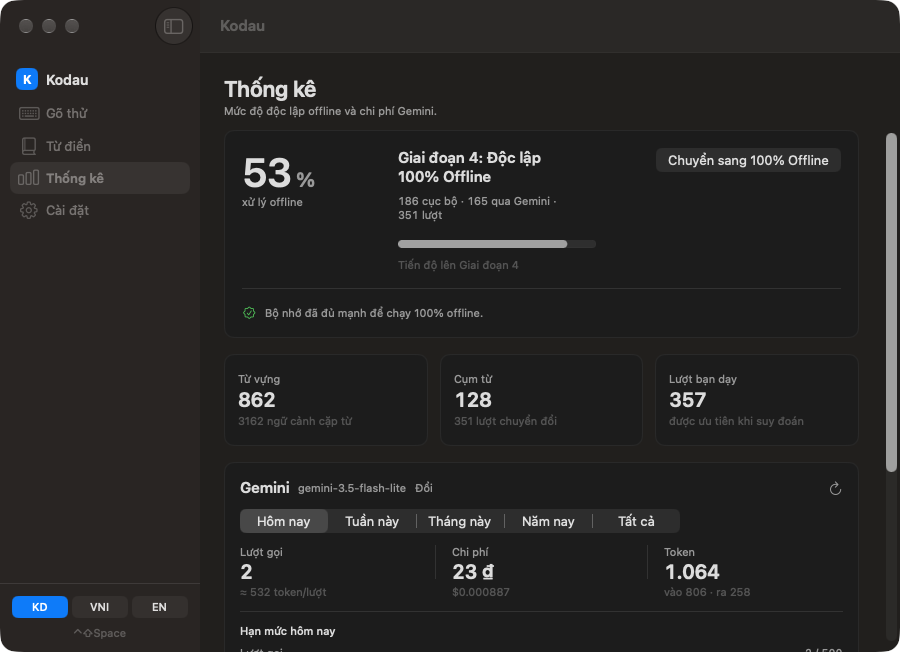 Kodau
K Kodau
Gõ thử
Từ điển
Thống kê
Cài đặt
KD VNI EN
^⇧Space
Thống kê
Mức độ độc lập offline và chi phí Gemini.
53 %
xử lý offline
Giai đoạn 4: Độc lập
100% Offline
186 cục bộ · 165 qua Gemini ·
351 lượt
Tiến độ lên Giai đoạn 4
Chuyển sang 100% Offline
Bộ nhớ đã đủ mạnh để chạy 100% offline.
Từ vựng
862
3162 ngữ cảnh cặp từ
Cụm từ
128
351 lượt chuyển đổi
Lượt bạn dạy
357
được ưu tiên khi suy đoán
Gemini gemini-3.5-flash-lite Đổi
Hôm nay Tuần này Tháng này Năm nay Tất cả
Lượt gọi
2
≈ 532 token/lượt
Chi phí
23 ₫
$0.000887
Token
1.064
vào 806 · ra 258
Hạn mức hôm nay